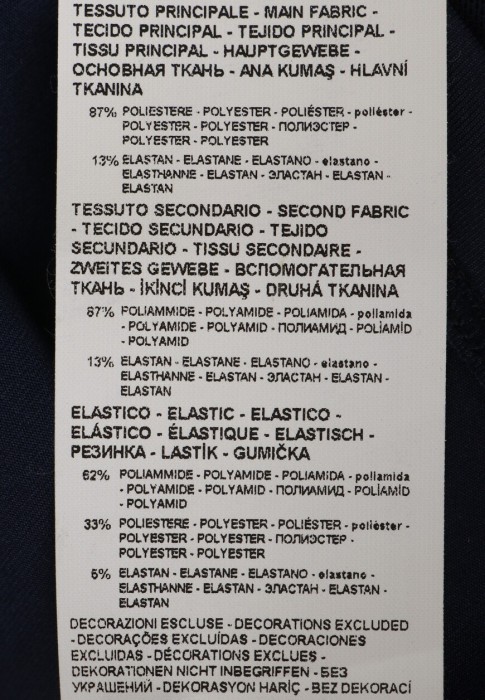 TESSUTO PRINCIPALE - MAIN FABRIC -
TECIDO PRINCIPAL - TEJIDO PRINCIPAL -
TISSU PRINCIPAL - HAUPTGEWEBE -
ОСНОВНАЯ ТКАНЬ - ANA KUMAŞ - HLAVNÍ
TKANINA
87% POLIESTERE - POLYESTER - POLIÉSTER - poliéster -
POLYESTER - POLYESTER - ПОЛИЭСТЕР -
POLYESTER - POLYESTER
13% ELASTAN - ELASTANE - ELASTANO - elastano -
ELASTHANNE - ELASTAN - ЭЛАСТАН - ELASTAN -
ELASTAN
TESSUTO SECONDARIO - SECOND FABRIC
- TECIDO SECUNDARIO - TEJIDO
SECUNDARIO - TISSU SECONDAIRE -
ZWEITES GEWEBE - ВСПОМОГАТЕЛЬНАЯ
ТКАНЬ - İKINCİ KUMAŞ - DRUHÁ TKANINA
87% POLIAMMIDE - POLYAMIDE - POLIAMIDA - poliamida
- POLYAMIDE - POLYAMID - ПОЛИАМИД - POLİAMİD
- POLYAMID
13% ELASTAN - ELASTANE - ELASTANO - elastano -
ELASTHANNE - ELASTAN - ЭЛАСТАН - ELASTAN -
ELASTAN
ELASTICO - ELASTIC - ELASTICO -
ELÁSTICO - ÉLASTIQUE - ELASTISCH -
РЕЗИНКА - LASTİK - GUMIČKA
62% POLIAMMIDE - POLYAMIDE - POLIAMIDA - poliamida
- POLYAMIDE - POLYAMID - ПОЛИАМИД - POLİAMİD
- POLYAMID
33% POLIESTERE - POLYESTER - POLIÉSTER - poliéster -
POLYESTER - POLYESTER - ПОЛИЭСТЕР -
POLYESTER - POLYESTER
5% ELASTAN - ELASTANE - ELASTANO - elastano -
ELASTHANNE - ELASTAN - ЭЛАСТАН - ELASTAN -
ELASTAN
DECORAZIONI ESCLUSE - DECORATIONS EXCLUDED
- DECORAÇÕES EXCLUÍDAS - DECORACIONES
EXCLUIDAS - DÉCORATIONS EXCLUES -
DEKORATIONEN NICHT INBEGRIFFEN - БЕЗ
УКРАШЕНИЙ - DEKORASYON HARİÇ - BEZ DEKORACÍ